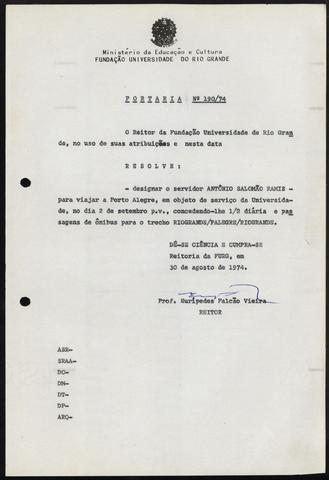 Ministério da Educação e Cultura
FUNDAÇÃO UNIVERSIDADE DO RIO GRANDE
PORTARIA Nº 190/74
O Reitor da Fundação Universidade do Rio Gran
de, no uso de suas atribuições e nesta data
RESOLVE:
- designar o servidor ANTÔNIO SALOMÃO RAMIS -
para viajar a Porto Alegre, em objeto de serviço da Universida-
de, no dia 2 de setembro p.v., concedendo-lhe 1/2 diária e pas
sagens de ônibus para o trecho RIOGRANDE/PALEGRE/RIOGRANDE.
DÊ-SE CIÊNCIA E CUMPRA-SE
Reitoria da FURG, em
30 de agosto de 1974.
Prof. Eurípedes Falcão Vieira
REITOR
ASR-
SRAA-
DO-
DM-
DT-
DP-
ARQ-